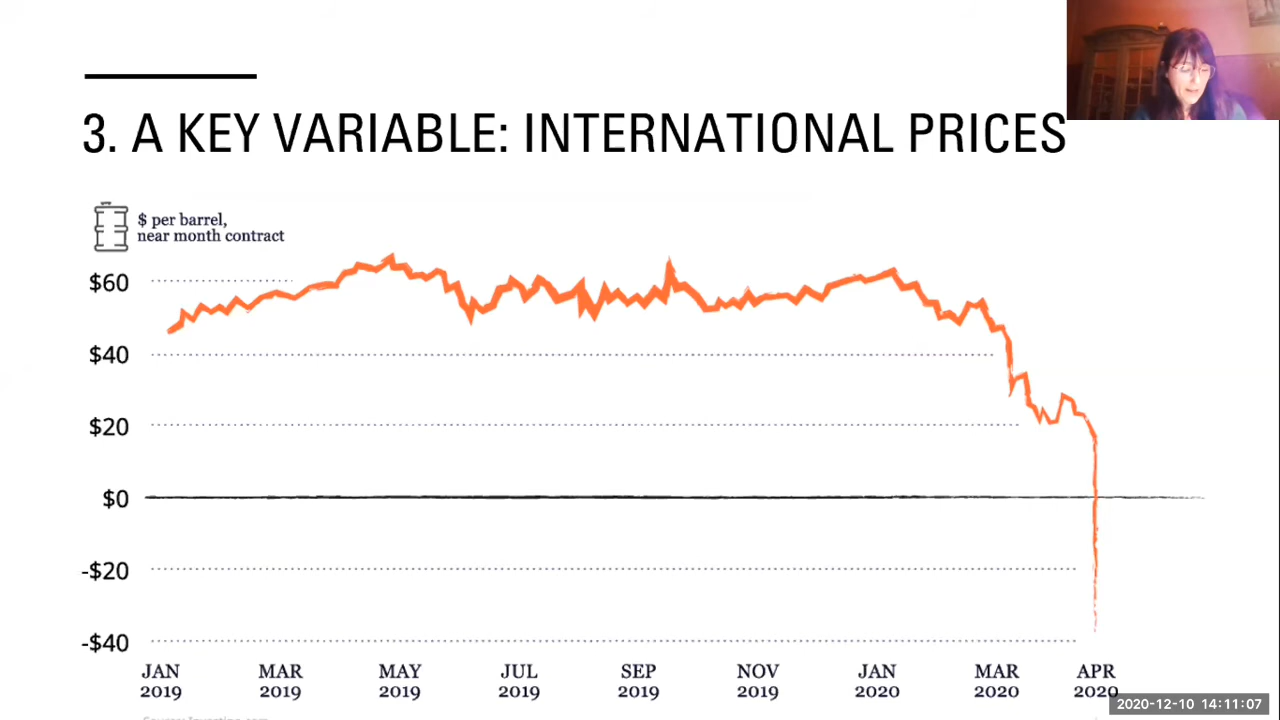 3. A KEY VARIABLE: INTERNATIONAL PRICES
$ per barrel,
near month contract
$60
$40
$20
$0
-$20
-$40
JAN MAR MAY JUL SEP NOV JAN MAR APR
2019 2019 2019 2019 2019 2019 2020 2020 2020
2020-12-10 14:11:07